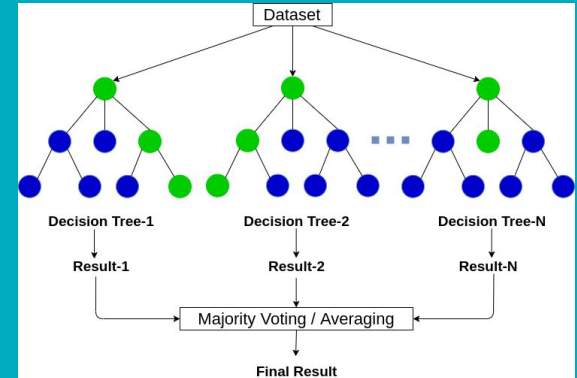 Dataset
Decision Tree-1
Decision Tree-2
Decision Tree-N
Result-1
Result-2
Result-N
Majority Voting / Averaging
Final Result